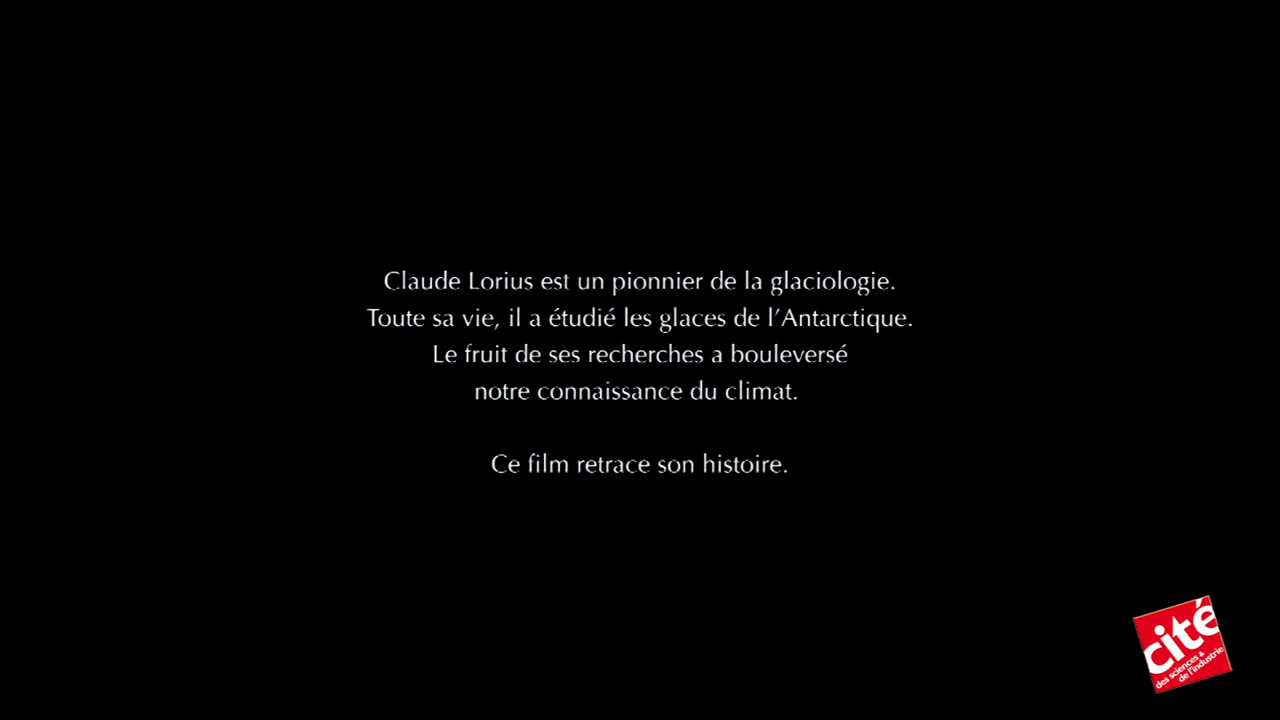 Claude Lorius est un pionnier de la glaciologie.
Toute sa vie, il a étudié les glaces de l’Antarctique.
Le fruit de ses recherches a bouleversé
notre connaissance du climat.
Ce film retrace son histoire.
cité
des sciences &
de l'industrie